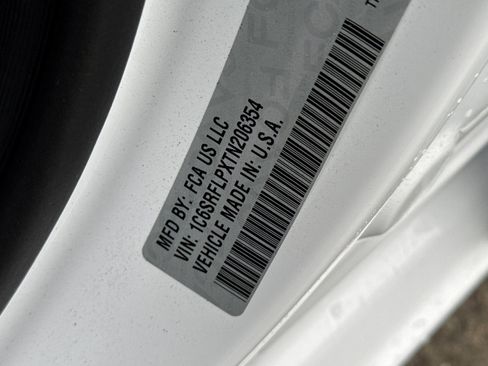 MFD BY: FCA US LLC
VIN: 1C6SRFLPXTN206354
VEHICLE MADE IN: U.S.A.